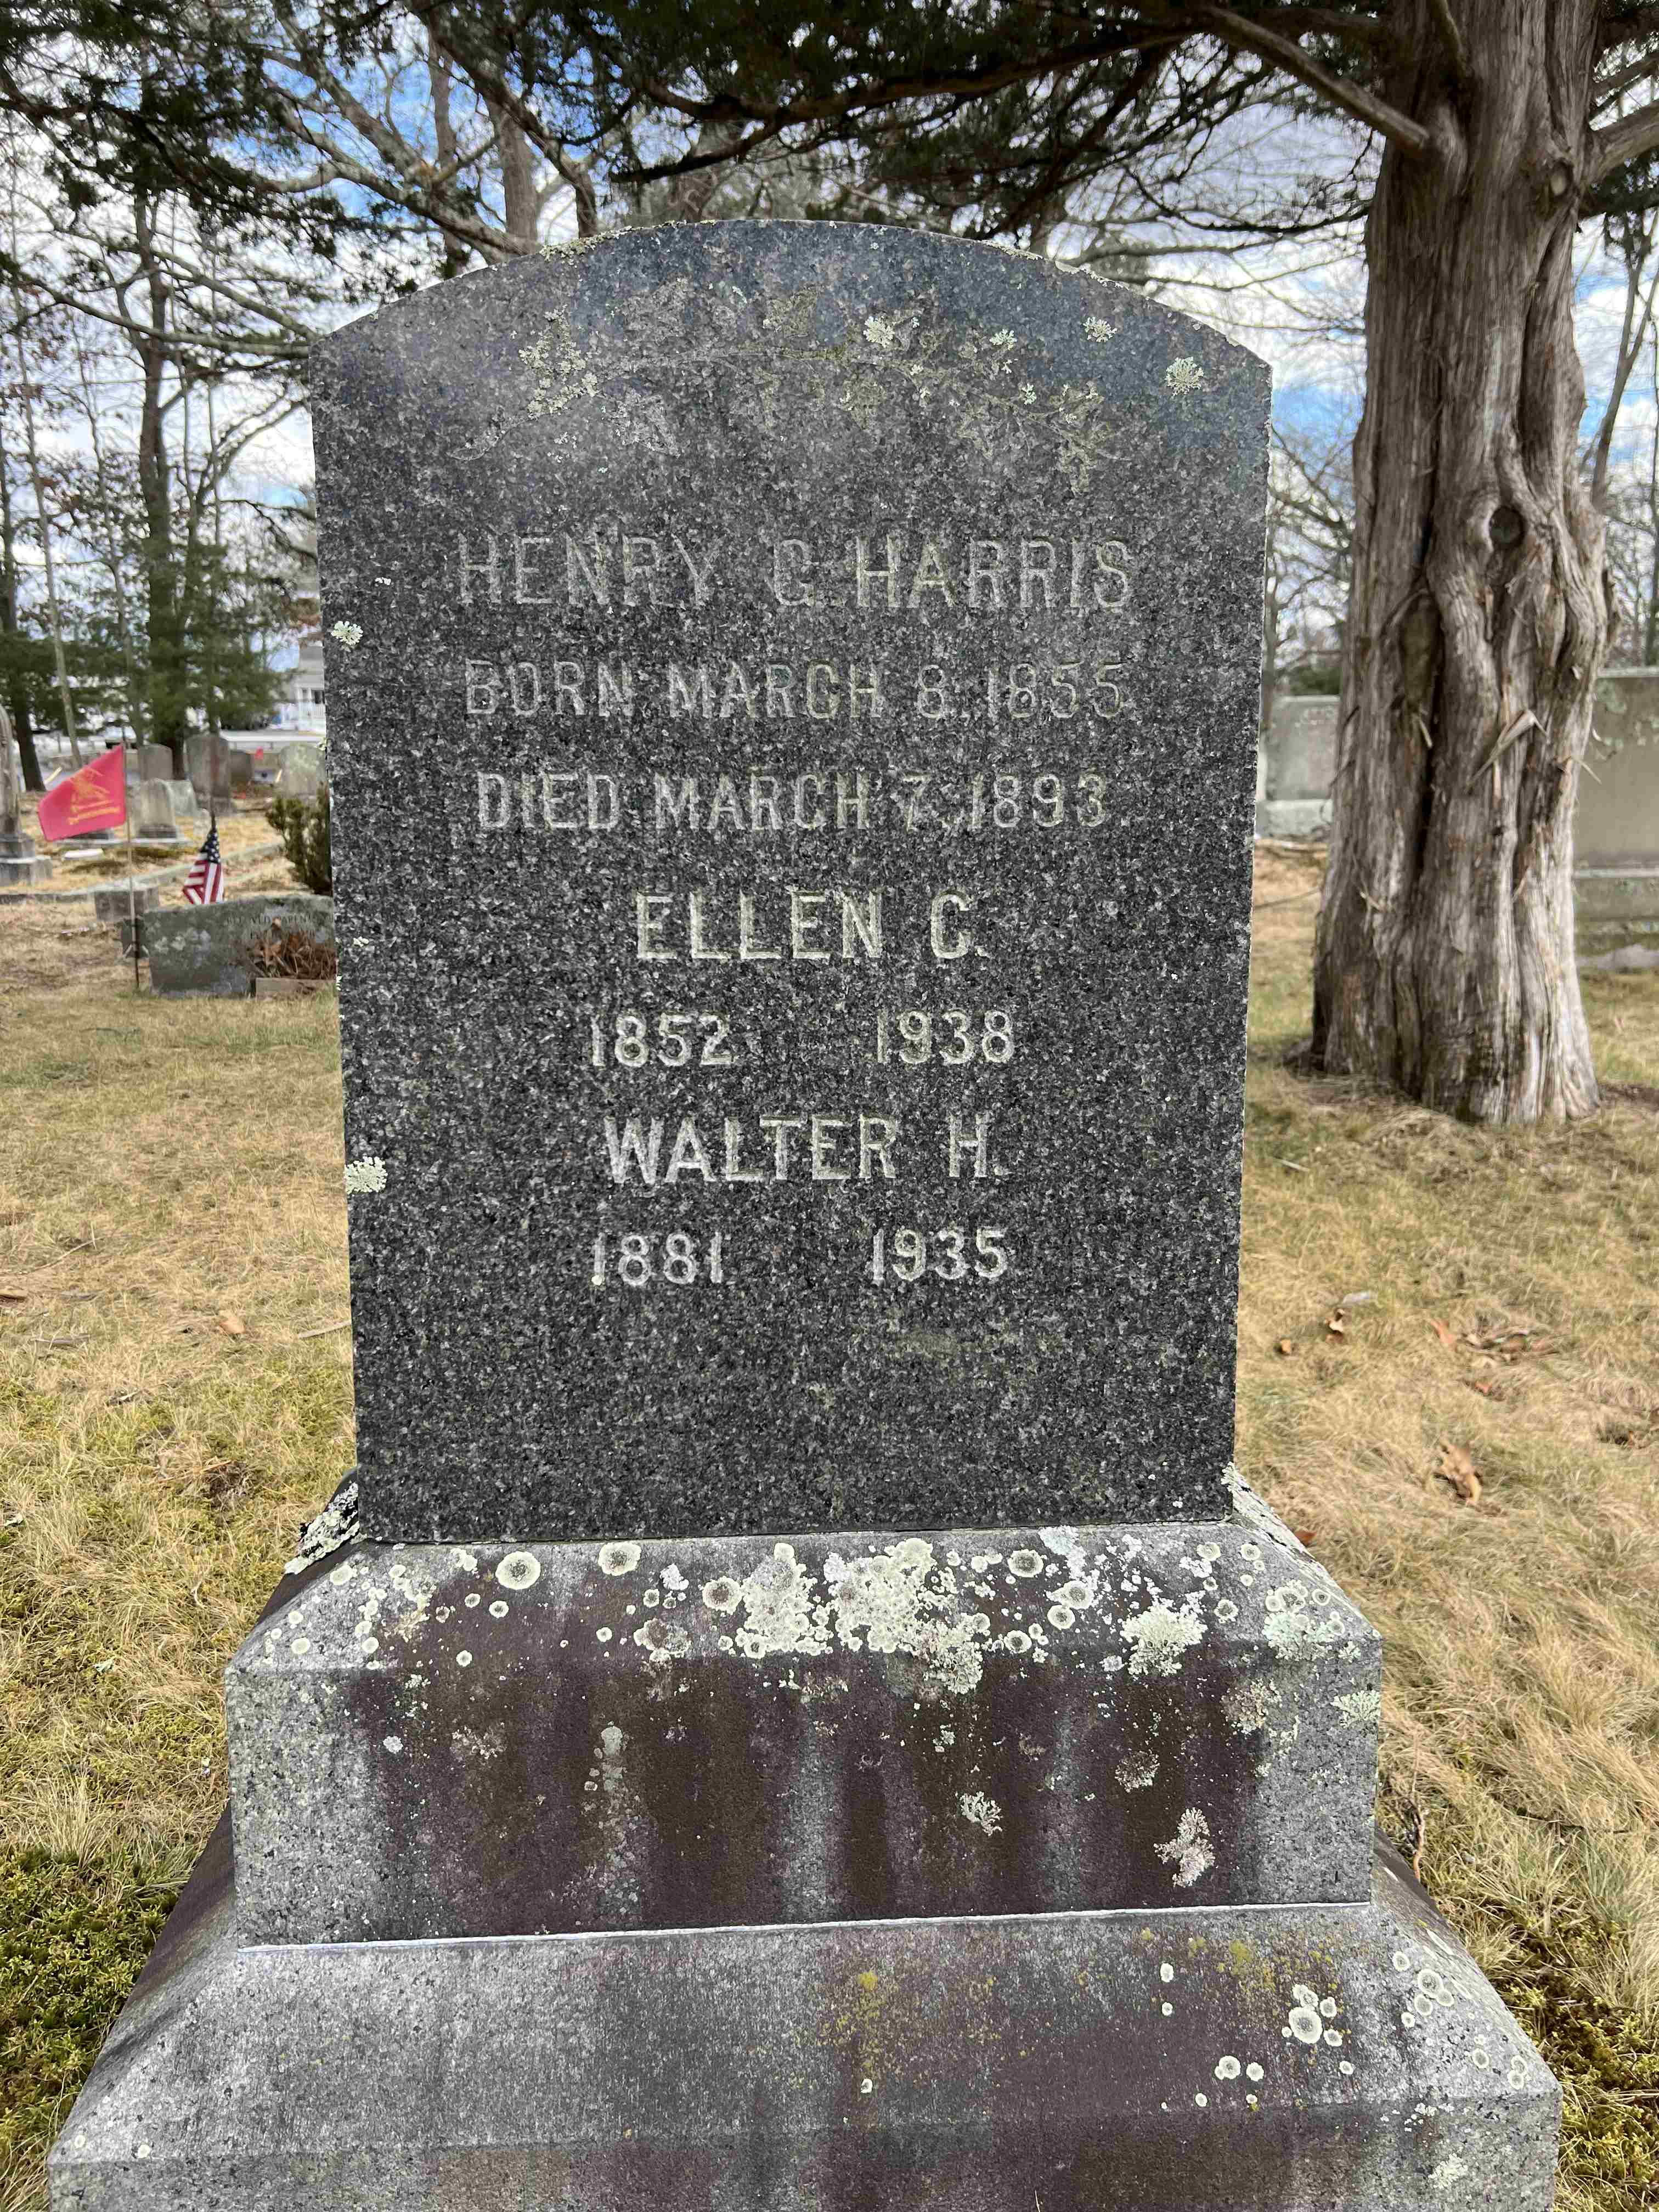 HENRY G. HARRIS
BORN MARCH 8, 1855
DIED MARCH 7, 1893.
ELLEN C.
1852 1938
WALTER H.
1881 1935